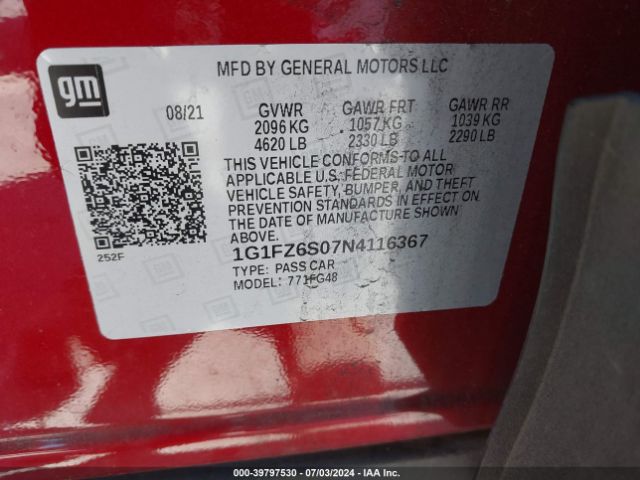 gm
MFD BY GENERAL MOTORS LLC
08/21 GVWR GAWR FRT GAWR RR
2096 KG 1057 KG 1039 KG
4620 LB 2330 LB 2290 LB
THIS VEHICLE CONFORMS TO ALL
APPLICABLE U.S. FEDERAL MOTOR
VEHICLE SAFETY, BUMPER, AND THEFT
PREVENTION STANDARDS IN EFFECT ON
THE DATE OF MANUFACTURE SHOWN
ABOVE
252F
1G1FZ6S07N4116367
TYPE: PASS CAR
MODEL: 771FG48
000-39797530 - 07/03/2024 - IAA Inc.